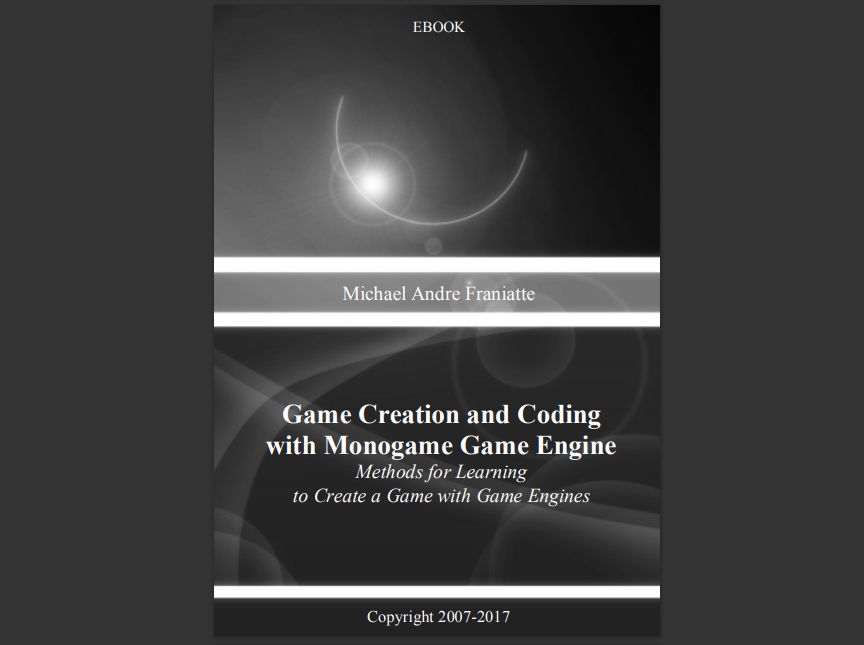 EBOOK
Michael Andre Franiatte
Game Creation and Coding
with Monogame Game Engine
Methods for Learning
to Create a Game with Game Engines
Copyright 2007-2017